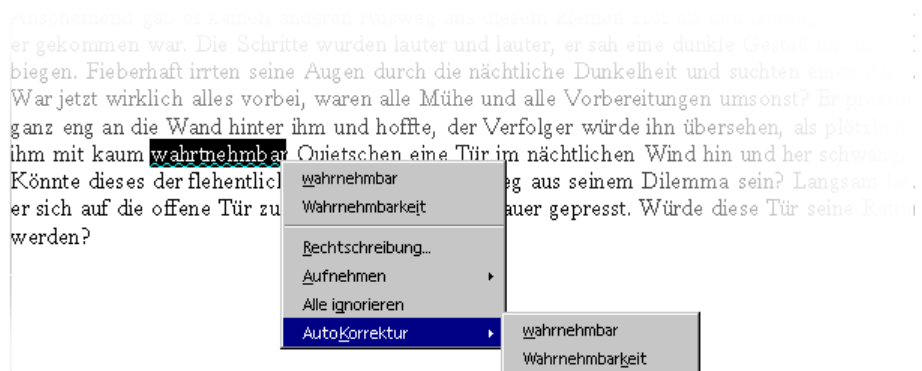 Anscheinend gab es keinen anderen Ausweg aus diesem kleinen Hof als den
er gekommen war. Die Schritte wurden lauter und lauter, er sah eine dunkle Gestalt
biegen. Fieberhaft irrten seine Augen durch die nächtliche Dunkelheit und suchten einen
War jetzt wirklich alles vorbei, waren alle Mühe und alle Vorbereitungen umsonst? Er
ganz eng an die Wand hinter ihm und hoffte, der Verfolger würde ihn übersehen, als
ihm mit kaum wahrtnehmbar Quietschen eine Tür im nächtlichen Wind hin und her
Könnte dieses der flehentlic eg aus seinem Dilemma sein? Langsam
er sich auf die offene Tür zu auer gepresst. Würde diese Tür seine
werden?
wahrnehmbar
Wahrnehmbarkeit
Rechtschreibung...
Aufnehmen
Alle ignorieren
AutoKorrektur
wahrnehmbar
Wahrnehmbarkeit